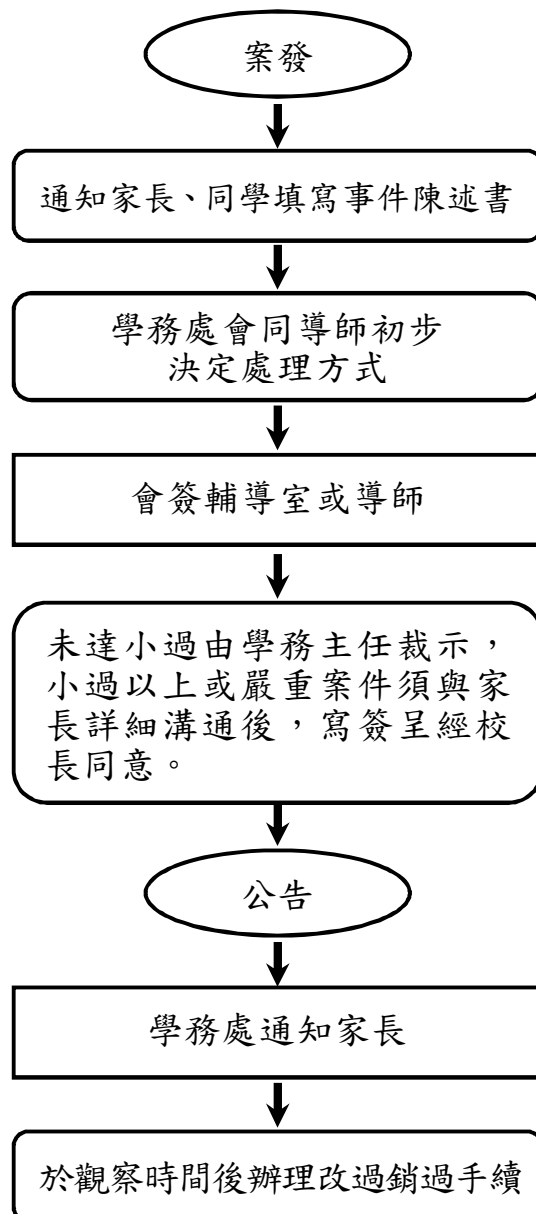 案發
通知家長、同學填寫事件陳述書
學務處會同導師初步
決定處理方式
會簽輔導室或導師
未達小過由學務主任裁示，
小過以上或嚴重案件須與家
長詳細溝通後，寫簽呈經校
長同意。
公告
學務處通知家長
於觀察時間後辦理改過銷過手續